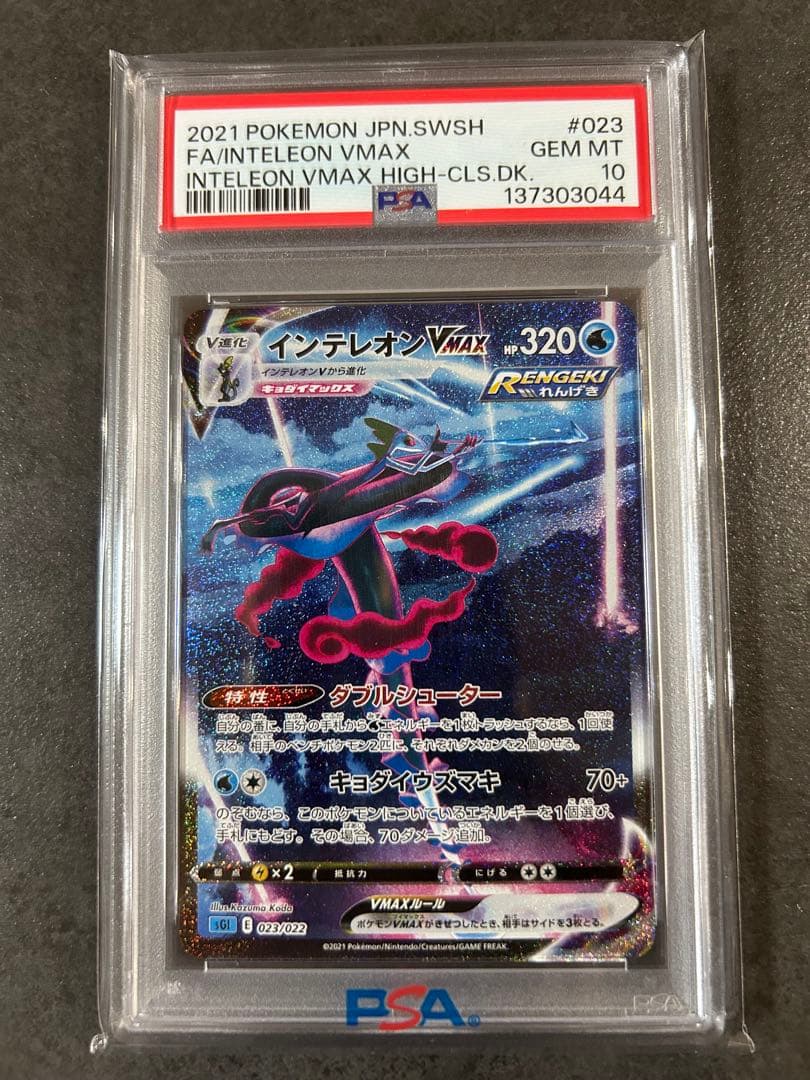 2021 POKEMON JPN.SWSH #023
FA/INTELEON VMAX GEM MT
INTELEON VMAX HIGH-CLS.DK. 10
PSA 137303044
V進化 インテレオンVMAX HP 320
インテレオンVから進化
キョダイマックス
RENGEKI
れんげき
特性 ダブルシューター
自分の番に、自分の手札からエネルギーを1枚トラッシュするなら、1回使
える。相手のベンチポケモン2匹に、それぞれダメカンを2個のせる。
キョダイウズマキ 70+
のぞむなら、このポケモンについているエネルギーを1個選び、
手札にもどす。その場合、70ダメージ追加。
弱点 ×2 抵抗力 にげる
Illus. Kazuma Koda
VMAXルール
ポケモンVMAXがきぜつしたとき、相手はサイドを3枚とる。
sGI E 023/022
©2021 Pokémon/Nintendo/Creatures/GAME FREAK.
PSA®
PSA